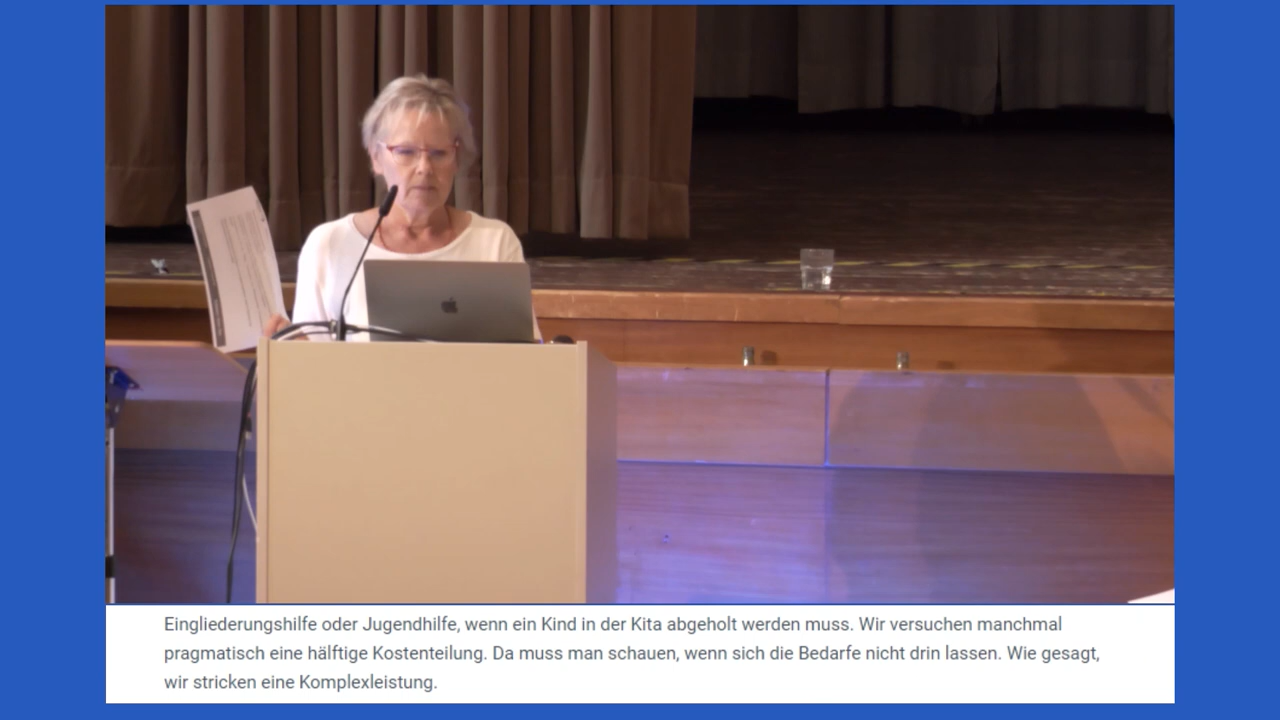 Eingliederungshilfe oder Jugendhilfe, wenn ein Kind in der Kita abgeholt werden muss. Wir versuchen manchmal
pragmatisch eine hälftige Kostenteilung. Da muss man schauen, wenn sich die Bedarfe nicht drin lassen. Wie gesagt,
wir stricken eine Komplexleistung.